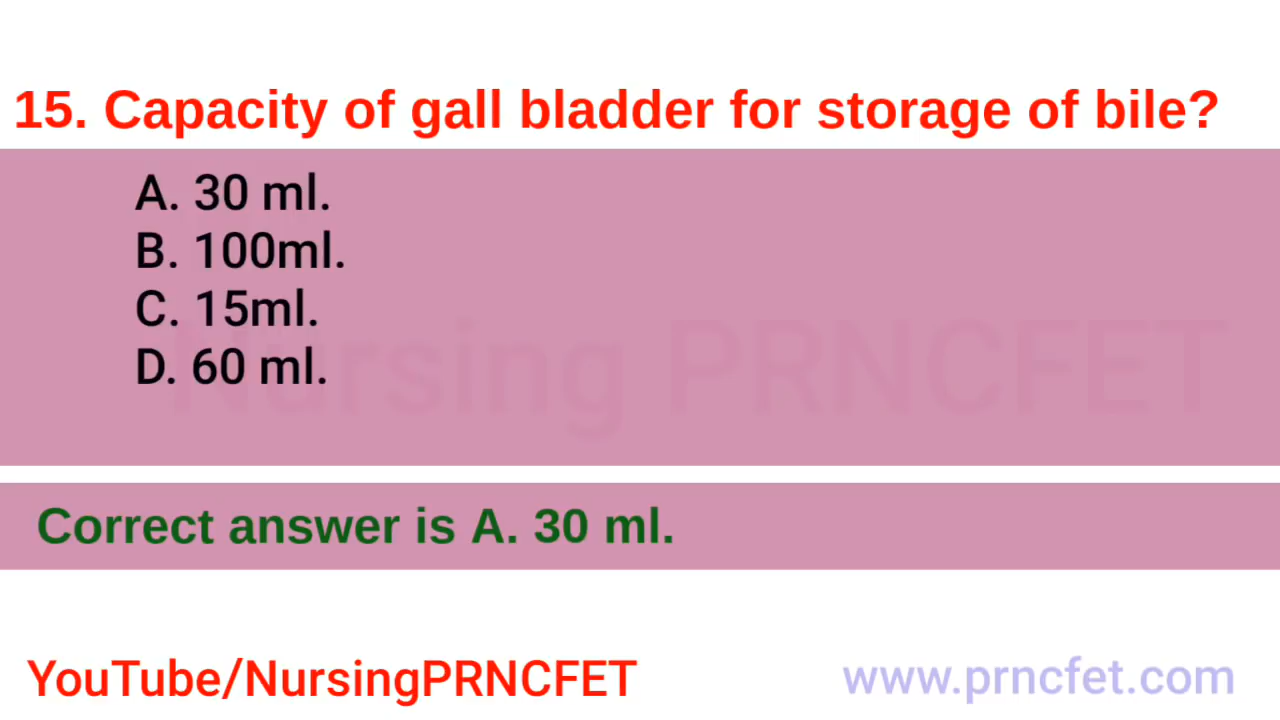 15. Capacity of gall bladder for storage of bile?
A. 30 ml.
B. 100ml.
C. 15ml.
D. 60 ml.
Nursing PRNCFET
Correct answer is A. 30 ml.
YouTube/NursingPRNCFET
www.prncfet.com